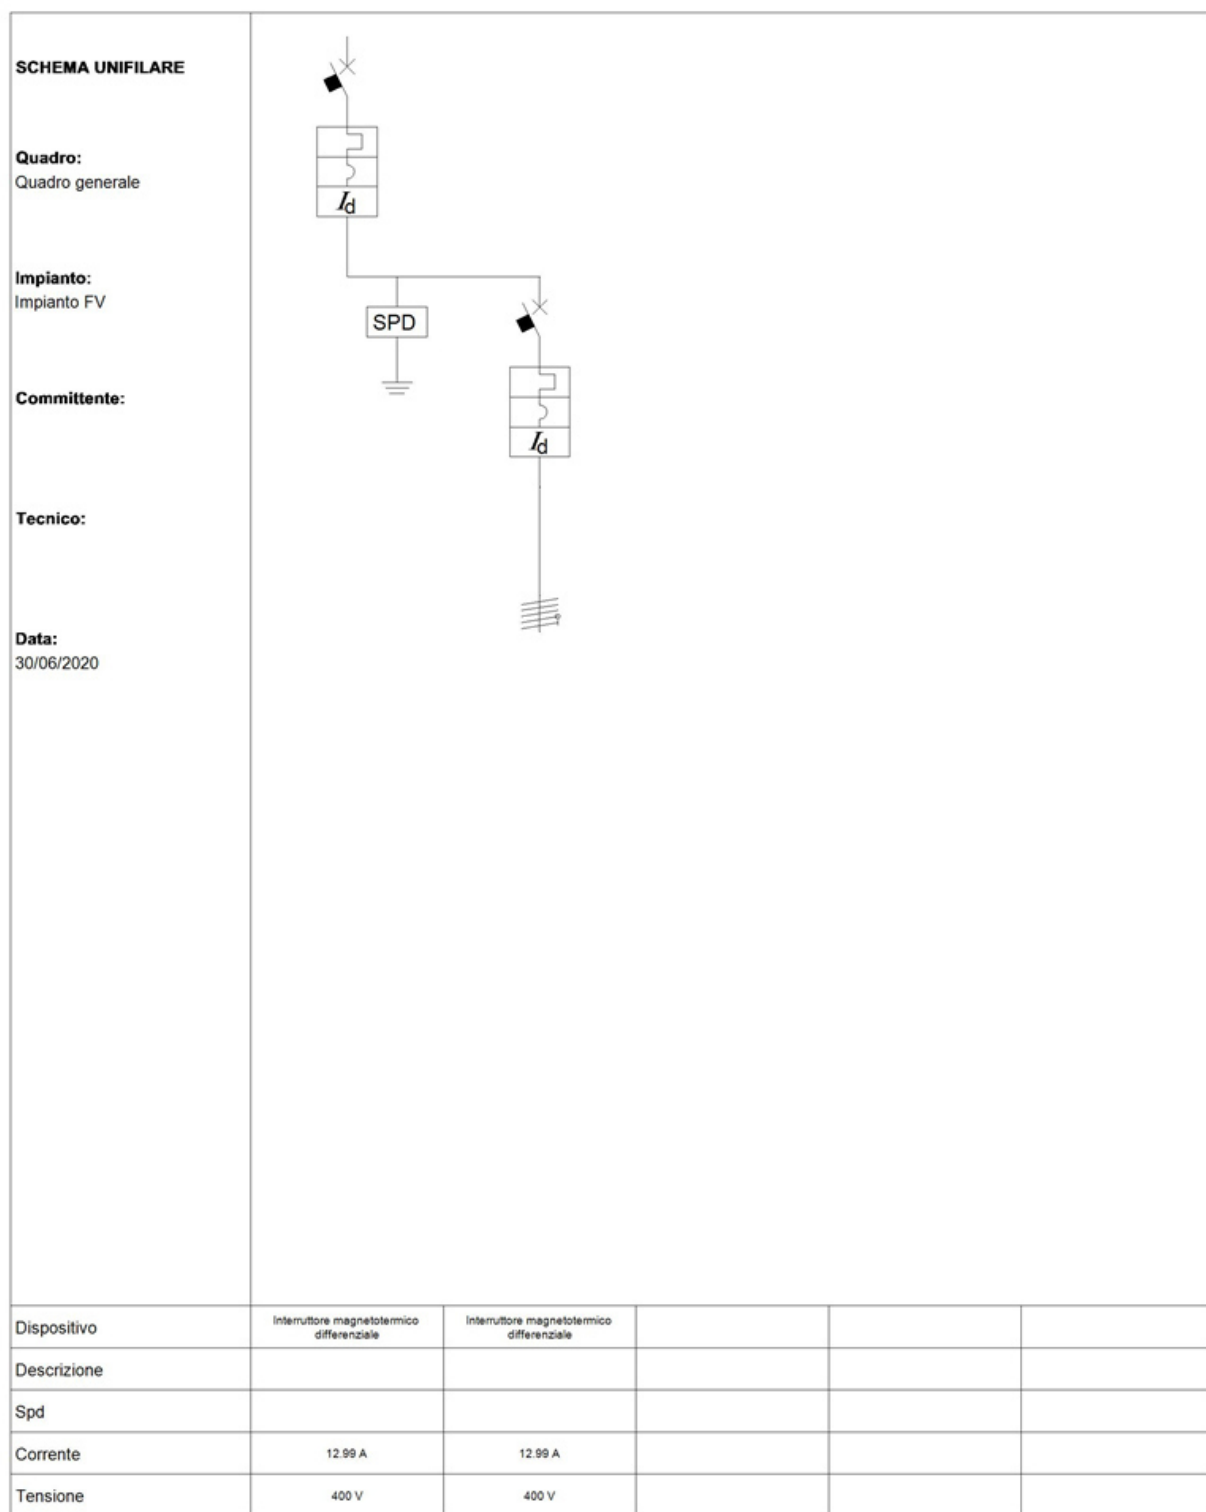 SCHEMA UNIFILARE
Quadro:
Quadro generale
Impianto:
Impianto FV
Committente:
Tecnico:
Data:
30/06/2020
Id
SPD
Id
Dispositivo
Interruttore magnetotermico
differenziale
Interruttore magnetotermico
differenziale
Descrizione
Spd
Corrente
12.99 A
12.99 A
Tensione
400 V
400 V